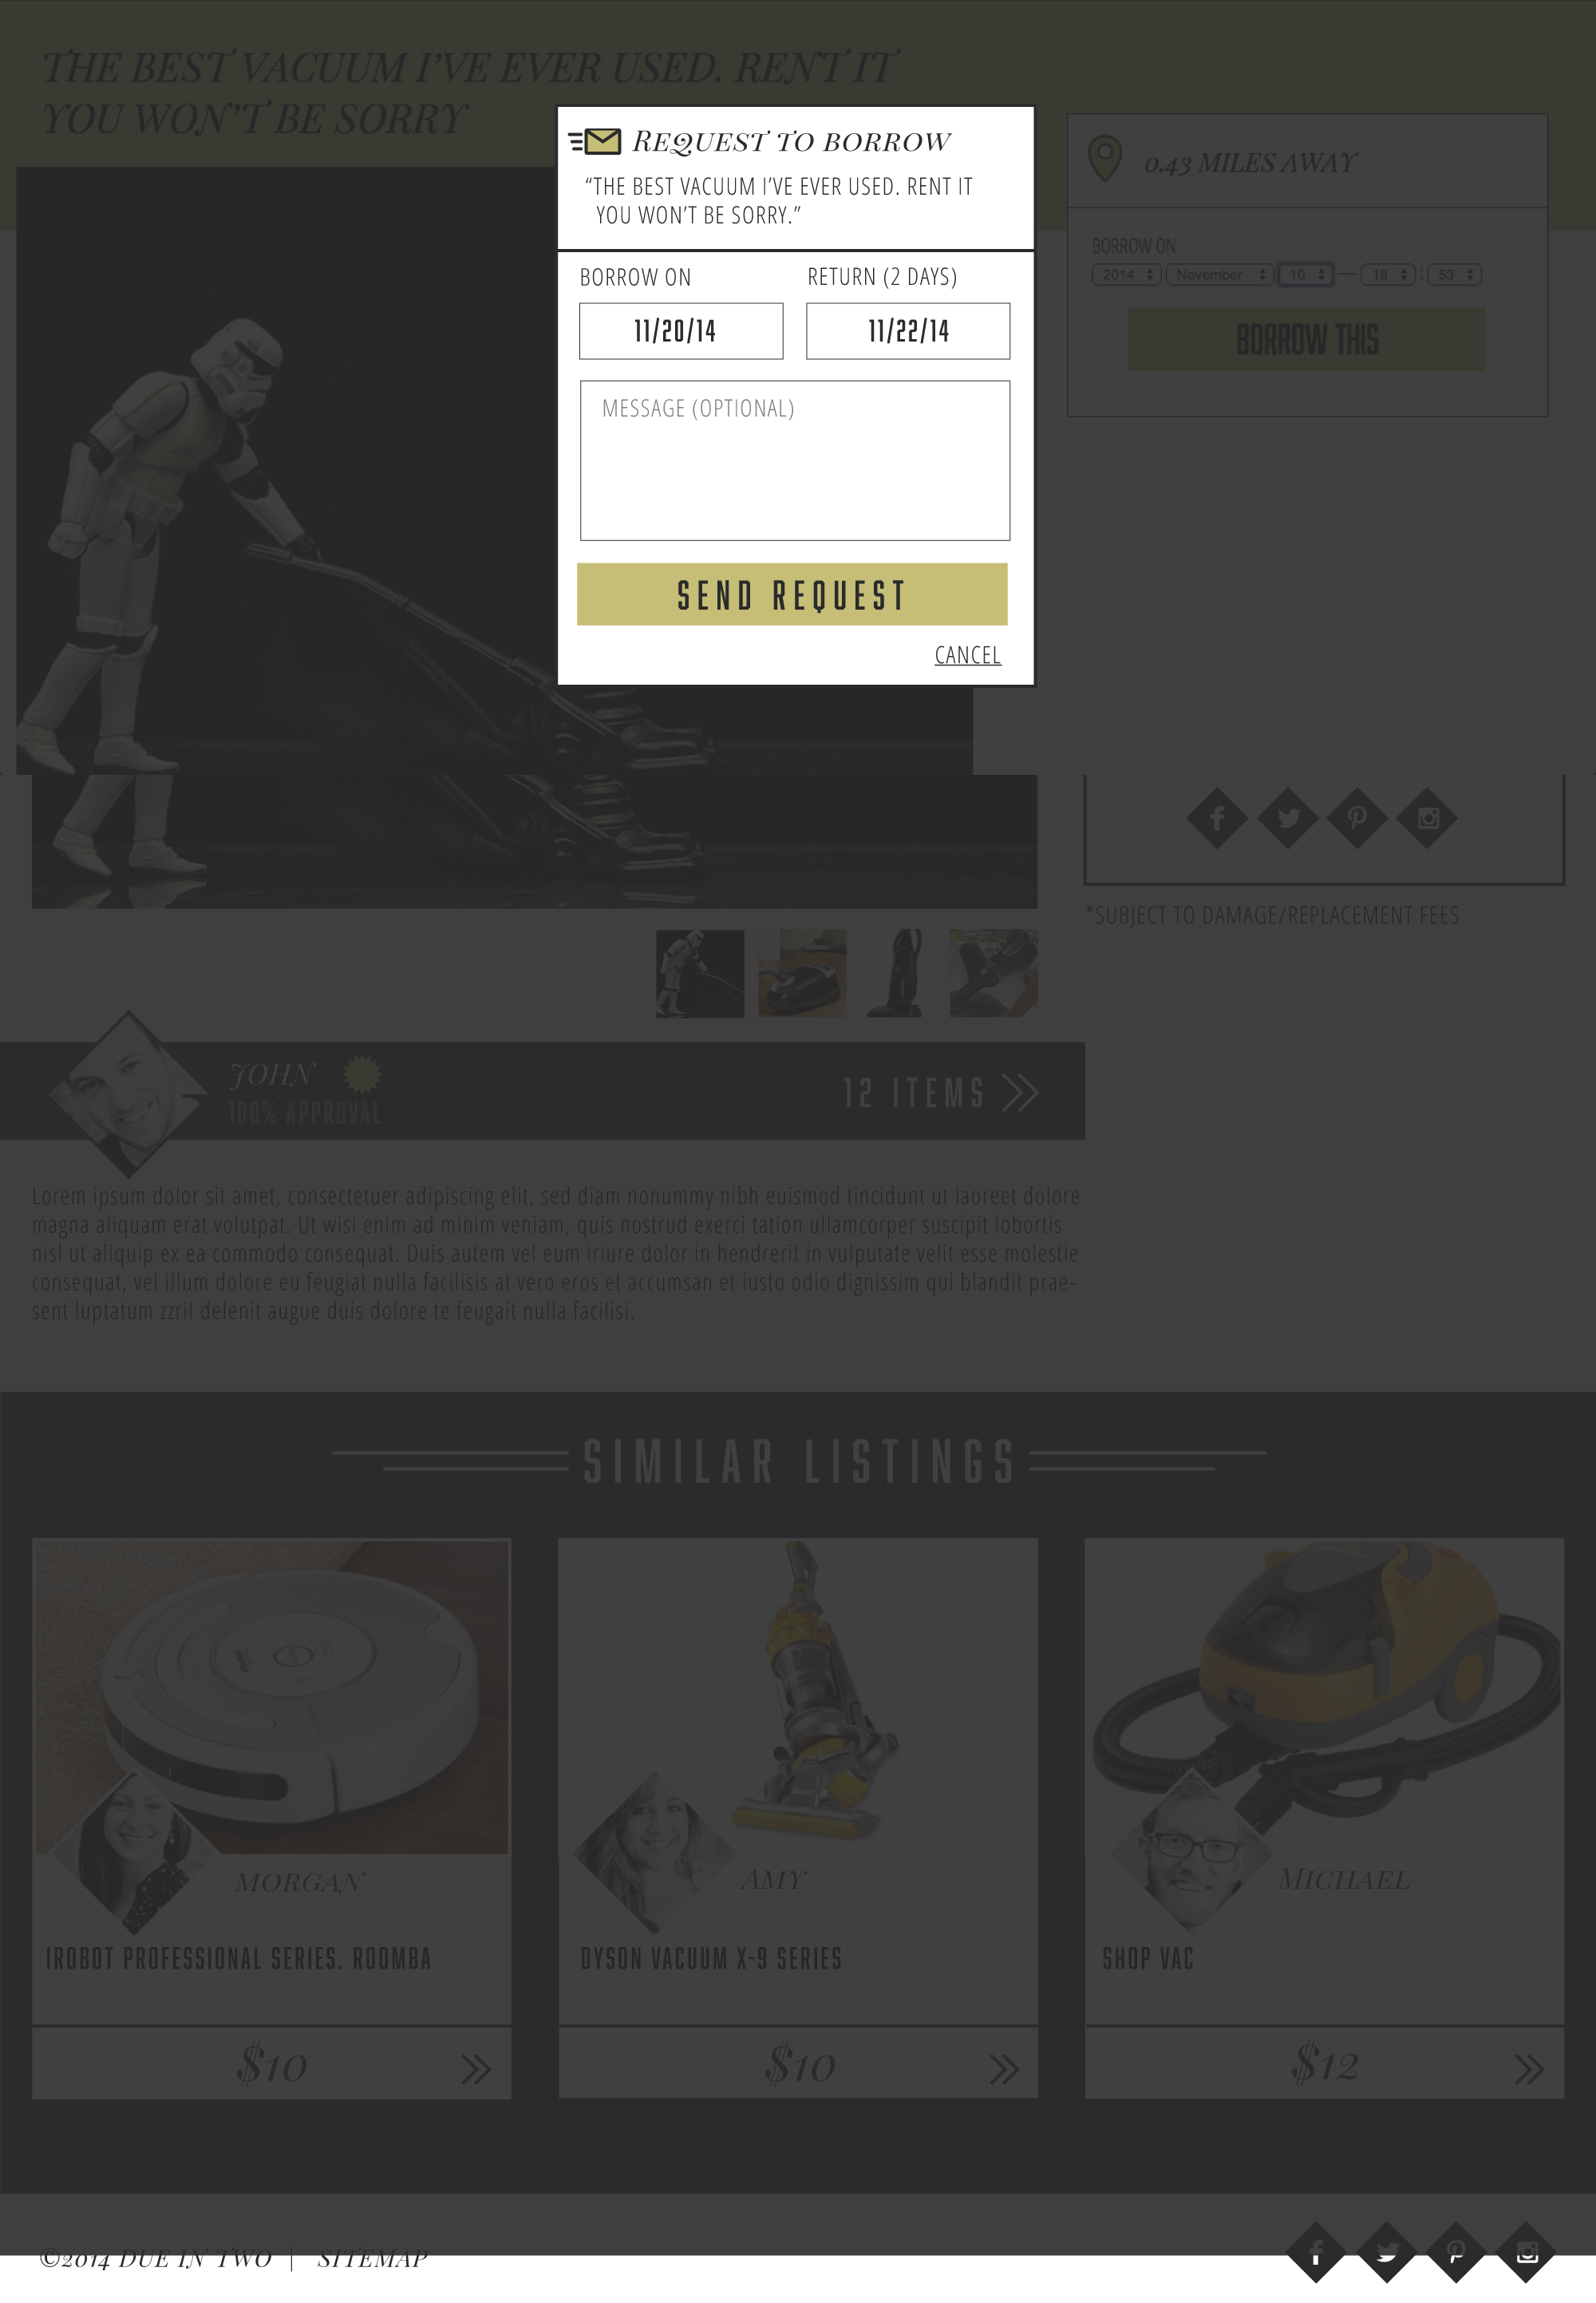 THE BEST VACUUM I'VE EVER USED. RENT IT
YOU WON'T BE SORRY
REQUEST TO BORROW
“THE BEST VACUUM I'VE EVER USED. RENT IT
YOU WON'T BE SORRY.”
BORROW ON
RETURN (2 DAYS)
11/20/14
11/22/14
MESSAGE (OPTIONAL)
SEND REQUEST
CANCEL
0.43 MILES AWAY
BORROW ON
2014 November 10 — 18 : 53
BORROW THIS
*SUBJECT TO DAMAGE/REPLACEMENT FEES
JOHN
100% APPROVAL
12 ITEMS
Lorem ipsum dolor sit amet, consectetuer adipiscing elit, sed diam nonummy nibh euismod tincidunt ut laoreet dolore
magna aliquam erat volutpat. Ut wisi enim ad minim veniam, quis nostrud exerci tation ullamcorper suscipit lobortis
nisl ut aliquip ex ea commodo consequat. Duis autem vel eum iriure dolor in hendrerit in vulputate velit esse molestie
consequat, vel illum dolore eu feugiat nulla facilisis at vero eros et accumsan et iusto odio dignissim qui blandit prae-
sent luptatum zzril delenit augue duis dolore te feugait nulla facilisi.
SIMILAR LISTINGS
MORGAN
IROBOT PROFESSIONAL SERIES. ROOMBA
$10
AMY
DYSON VACUUM X-9 SERIES
$10
MICHAEL
SHOP VAC
$12
©2014 DUE IN TWO | SITEMAP